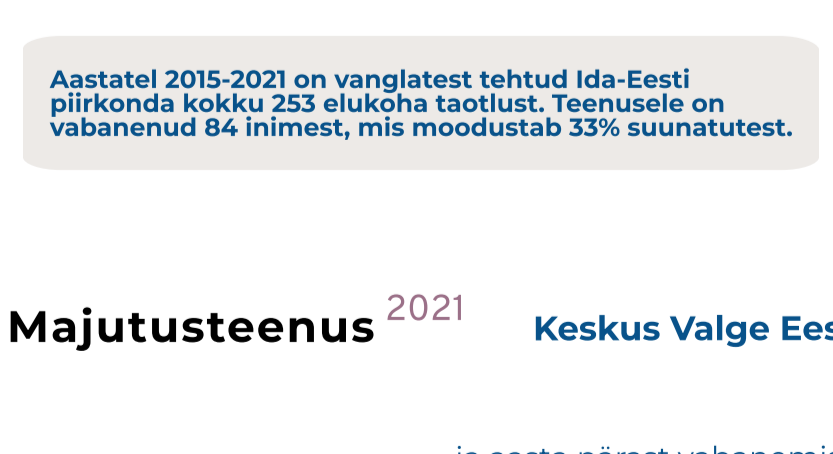 Aastatel 2015-2021 on vanglatest tehtud Ida-Eesti
piirkonda kokku 253 elukoha taotlust. Teenusele on
vabanenud 84 inimest, mis moodustab 33% suunatutest.
Majutusteenus 2021
Keskus Valge